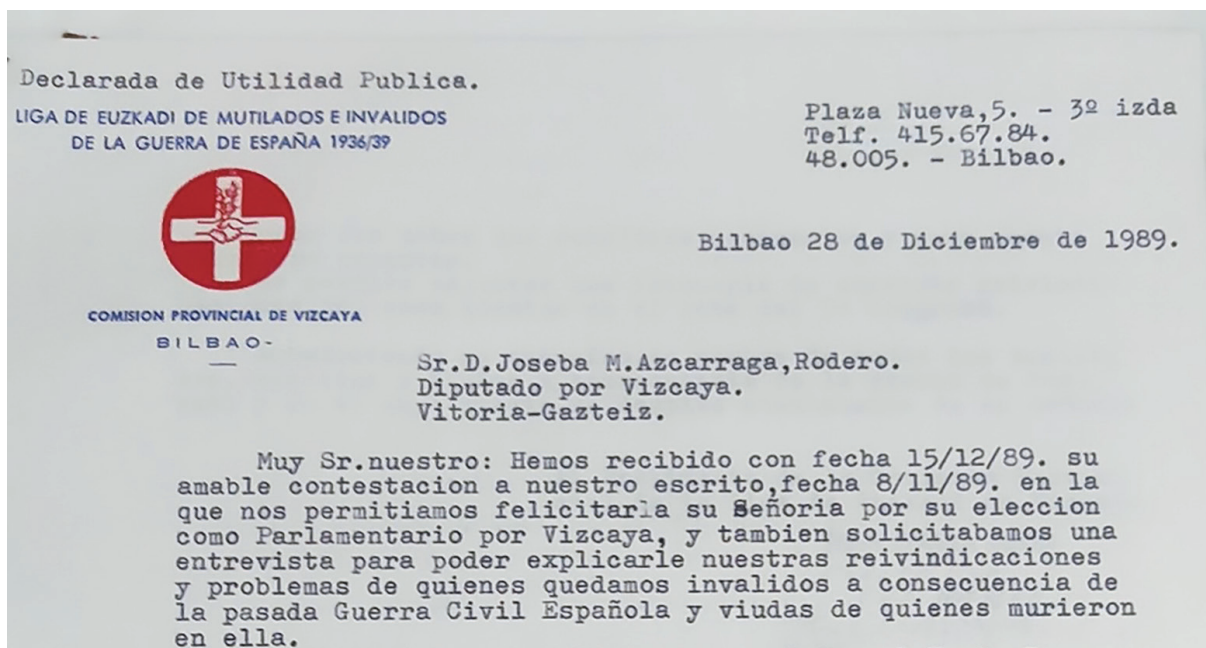 Declarada de Utilidad Publica.
LIGA DE EUZKADI DE MUTILADOS E INVALIDOS
DE LA GUERRA DE ESPAÑA 1936/39
COMISION PROVINCIAL DE VIZCAYA
BILBAO-
Plaza Nueva,5. - 3º izda
Telf. 415.67.84.
48.005. - Bilbao.
Bilbao 28 de Diciembre de 1989.
Sr.D.Joseba M.Azcarraga,Rodero.
Diputado por Vizcaya.
Vitoria-Gazteiz.
Muy Sr.nuestro: Hemos recibido con fecha 15/12/89. su
amable contestacion a nuestro escrito,fecha 8/11/89. en la
que nos permitiamos felicitarla su Señoria por su eleccion
como Parlamentario por Vizcaya, y tambien solicitabamos una
entrevista para poder explicarle nuestras reivindicaciones
y problemas de quienes quedamos invalidos a consecuencia de
la pasada Guerra Civil Española y viudas de quienes murieron
en ella.